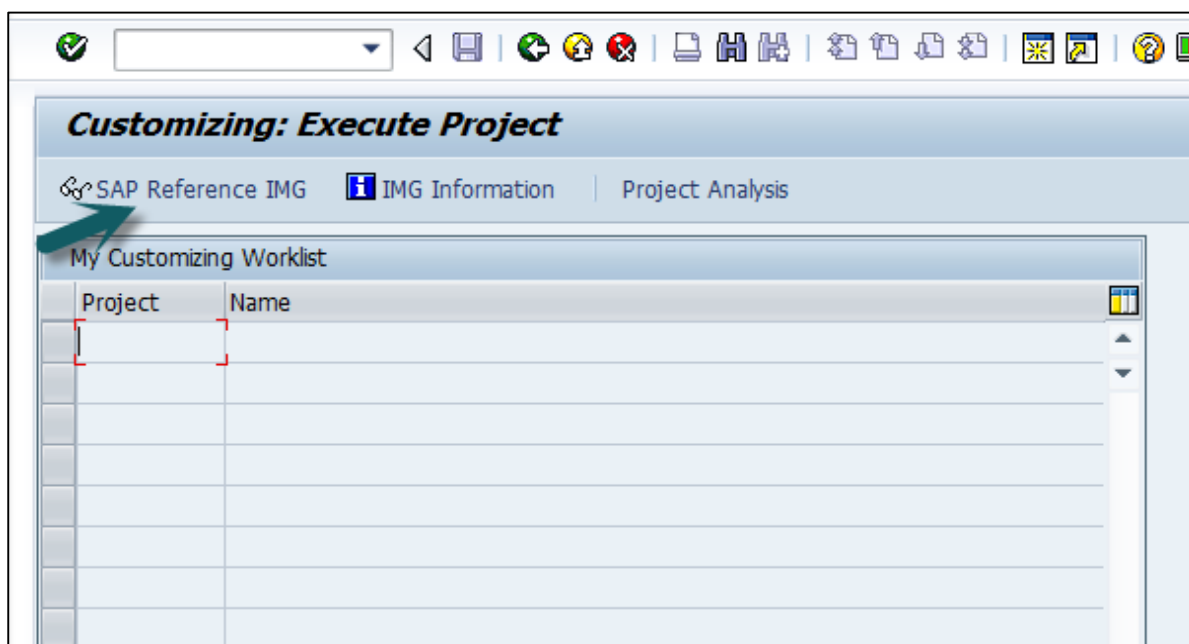 Customizing: Execute Project
SAP Reference IMG IMG Information Project Analysis
My Customizing Worklist
Project Name